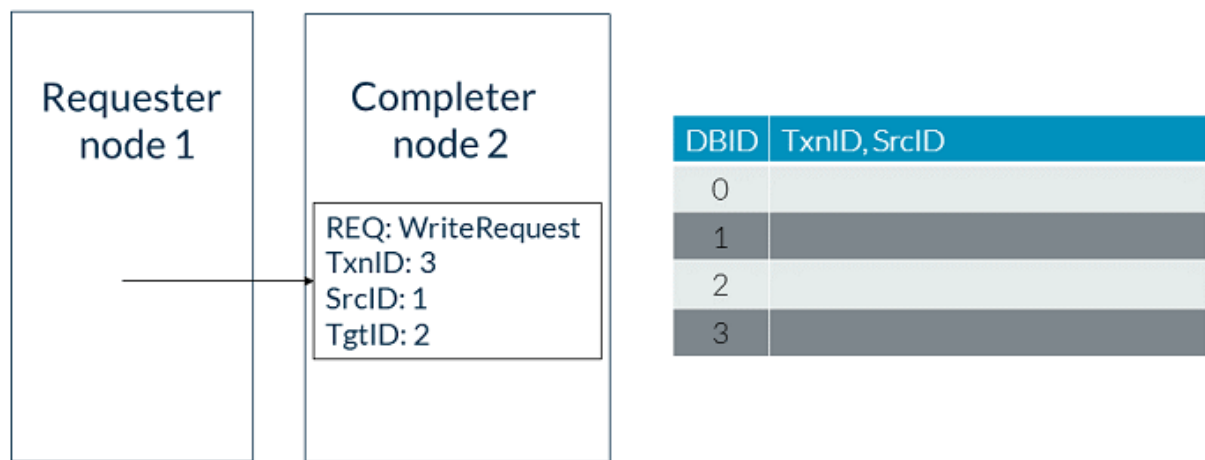 Requester
node 1
Completer
node 2
REQ: WriteRequest
TxnID: 3
SrcID: 1
TgtID: 2
DBID TxnID, SrcID
0
1
2
3